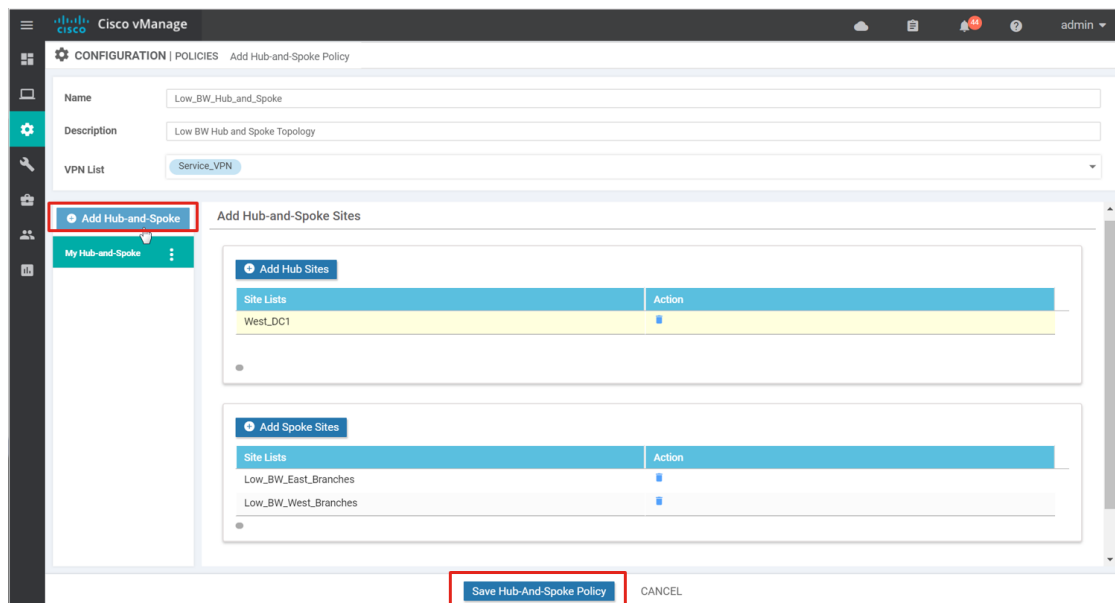 cisco Cisco vManage 44 admin
CONFIGURATION | POLICIES Add Hub-and-Spoke Policy
Name Low_BW_Hub_and_Spoke
Description Low BW Hub and Spoke Topology
VPN List Service_VPN
Add Hub-and-Spoke
My Hub-and-Spoke
Add Hub-and-Spoke Sites
Add Hub Sites
Site Lists Action
West_DC1
Add Spoke Sites
Site Lists Action
Low_BW_East_Branches
Low_BW_West_Branches
Save Hub-And-Spoke Policy CANCEL